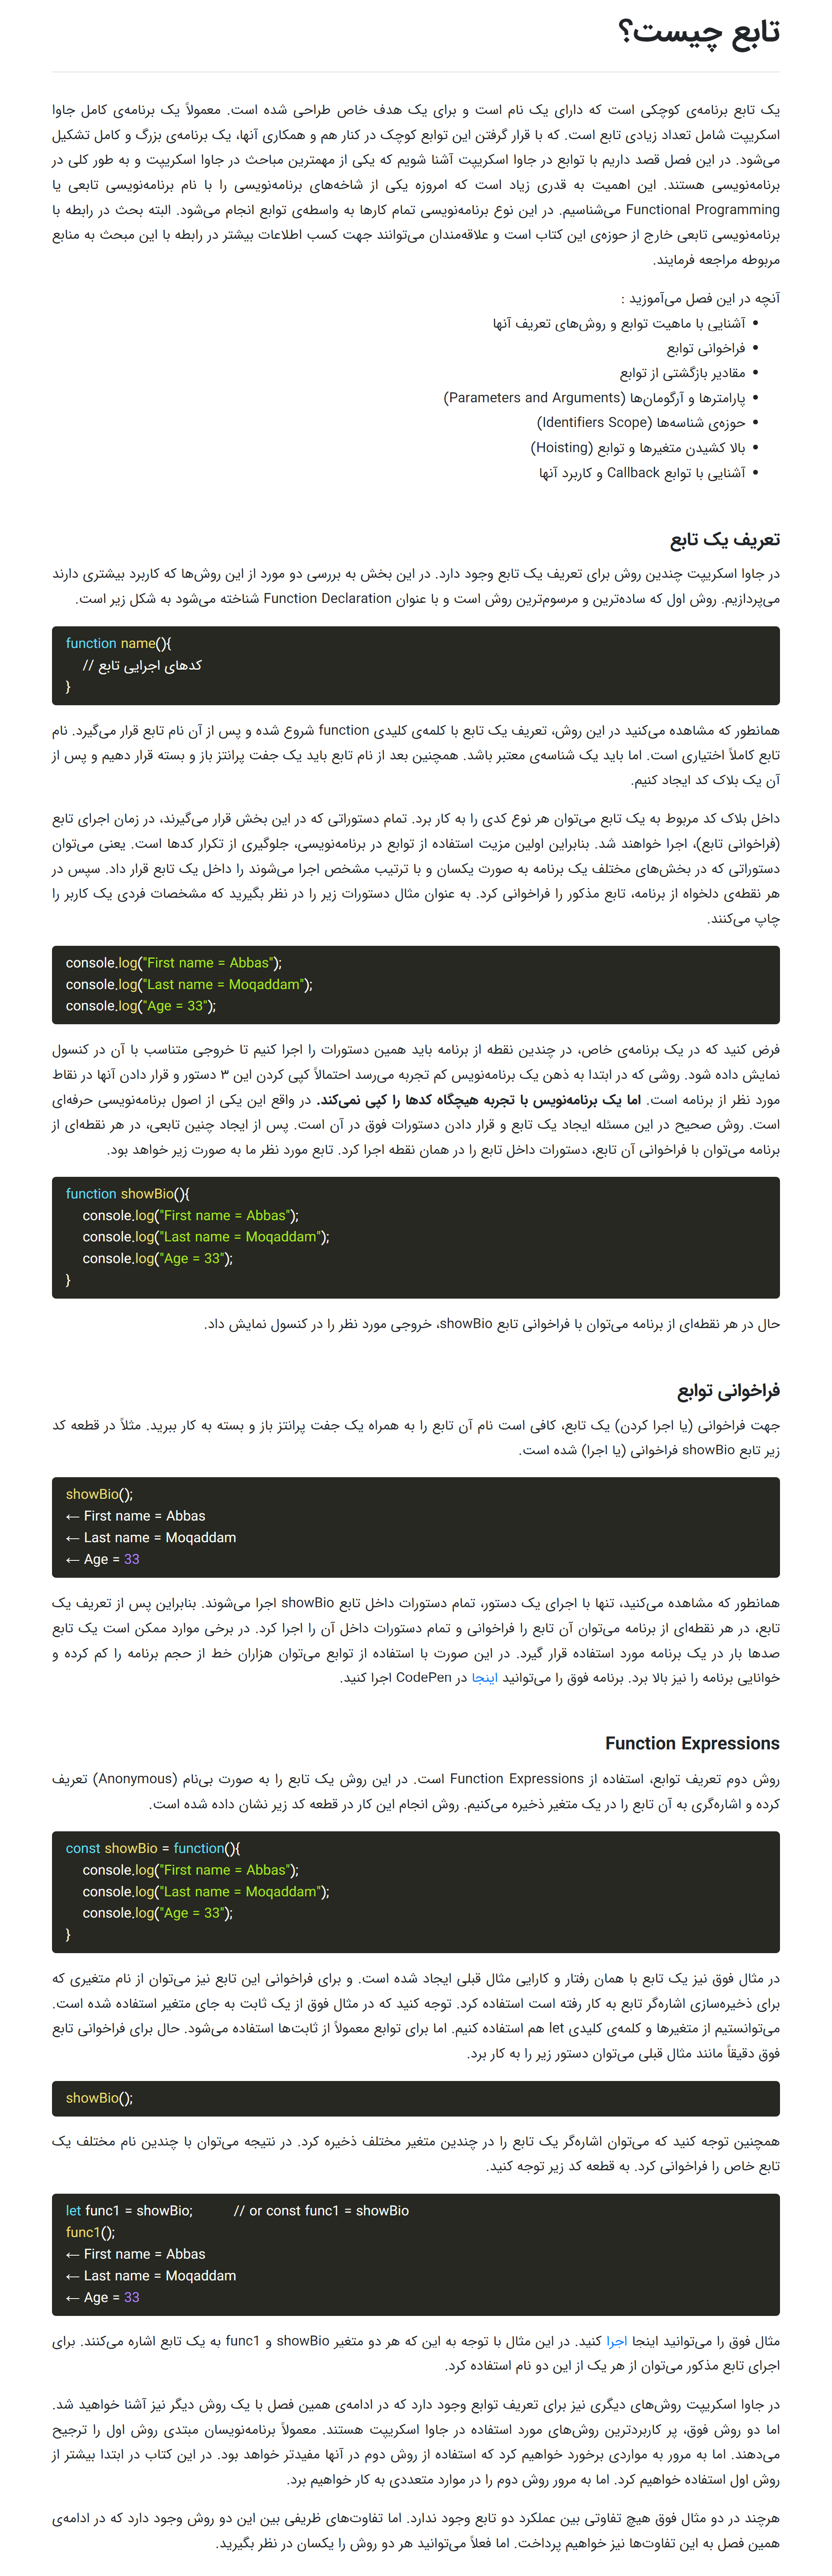 تابع چیست؟
یک تابع برنامه‌ی کوچکی است که دارای یک نام است و برای یک هدف خاص طراحی شده است. معمولاً یک برنامه‌ی کامل جاوا
اسکریپت شامل تعداد زیادی تابع است. که با قرار گرفتن این توابع کوچک در کنار هم و همکاری آنها، یک برنامه‌ی بزرگ و کامل تشکیل
می‌شود. در این فصل قصد داریم با توابع در جاوا اسکریپت آشنا شویم که یکی از مهمترین مباحث در جاوا اسکریپت و به طور کلی در
برنامه‌نویسی هستند. این اهمیت به قدری زیاد است که امروزه یکی از شاخه‌های برنامه‌نویسی را با نام برنامه‌نویسی تابعی یا
Functional Programming می‌شناسیم. در این نوع برنامه‌نویسی تمام کارها به واسطه‌ی توابع انجام می‌شود. البته بحث در رابطه با
برنامه‌نویسی تابعی خارج از حوزه‌ی این کتاب است و علاقه‌مندان می‌توانند جهت کسب اطلاعات بیشتر در رابطه با این مبحث به منابع
مربوطه مراجعه فرمایند.
آنچه در این فصل می‌آموزید :
• آشنایی با ماهیت توابع و روش‌های تعریف آنها
• فراخوانی توابع
• مقادیر بازگشتی از توابع
• پارامترها و آرگومان‌ها (Parameters and Arguments)
• حوزه‌ی شناسه‌ها (Identifiers Scope)
• بالا کشیدن متغیرها و توابع (Hoisting)
• آشنایی با توابع Callback و کاربرد آنها
تعریف یک تابع
در جاوا اسکریپت چندین روش برای تعریف یک تابع وجود دارد. در این بخش به بررسی دو مورد از این روش‌ها که کاربرد بیشتری دارند
می‌پردازیم. روش اول که ساده‌ترین و مرسوم‌ترین روش است و با عنوان Function Declaration شناخته می‌شود به شکل زیر است.
function name(){
// کدهای اجرایی تابع
}
همانطور که مشاهده می‌کنید در این روش، تعریف یک تابع با کلمه‌ی کلیدی function شروع شده و پس از آن نام تابع قرار می‌گیرد. نام
تابع کاملاً اختیاری است. اما باید یک شناسه‌ی معتبر باشد. همچنین بعد از نام تابع باید یک جفت پرانتز باز و بسته قرار دهیم و پس از
آن یک بلاک کد ایجاد کنیم.
داخل بلاک کد مربوط به یک تابع می‌توان هر نوع کدی را به کار برد. تمام دستوراتی که در این بخش قرار می‌گیرند، در زمان اجرای تابع
(فراخوانی تابع)، اجرا خواهند شد. بنابراین اولین مزیت استفاده از توابع در برنامه‌نویسی، جلوگیری از تکرار کدها است. یعنی می‌توان
دستوراتی که در بخش‌های مختلف یک برنامه به صورت یکسان و با ترتیب مشخص اجرا می‌شوند را داخل یک تابع قرار داد. سپس در
هر نقطه‌ی دلخواه از برنامه، تابع مذکور را فراخوانی کرد. به عنوان مثال دستورات زیر را در نظر بگیرید که مشخصات فردی یک کاربر را
چاپ می‌کنند.
console.log("First name = Abbas");
console.log("Last name = Moqaddam");
console.log("Age = 33");
فرض کنید که در یک برنامه‌ی خاص، در چندین نقطه از برنامه باید همین دستورات را اجرا کنیم تا خروجی متناسب با آن در کنسول
نمایش داده شود. روشی که در ابتدا به ذهن یک برنامه‌نویس کم تجربه می‌رسد احتمالاً کپی کردن این ۳ دستور و قرار دادن آنها در نقاط
مورد نظر از برنامه است. اما یک برنامه‌نویس با تجربه هیچگاه کدها را کپی نمی‌کند. در واقع این یکی از اصول برنامه‌نویسی حرفه‌ای
است. روش صحیح در این مسئله ایجاد یک تابع و قرار دادن دستورات فوق در آن است. پس از ایجاد چنین تابعی، در هر نقطه‌ای از
برنامه می‌توان با فراخوانی آن تابع، دستورات داخل تابع را در همان نقطه اجرا کرد. تابع مورد نظر ما به صورت زیر خواهد بود.
function showBio(){
console.log("First name = Abbas");
console.log("Last name = Moqaddam");
console.log("Age = 33");
}
حال در هر نقطه‌ای از برنامه می‌توان با فراخوانی تابع showBio، خروجی مورد نظر را در کنسول نمایش داد.
فراخوانی توابع
جهت فراخوانی (یا اجرا کردن) یک تابع، کافی است نام آن تابع را به همراه یک جفت پرانتز باز و بسته به کار ببرید. مثلاً در قطعه کد
زیر تابع showBio فراخوانی (یا اجرا) شده است.
showBio();
← First name = Abbas
← Last name = Moqaddam
← Age = 33
همانطور که مشاهده می‌کنید، تنها با اجرای یک دستور، تمام دستورات داخل تابع showBio اجرا می‌شوند. بنابراین پس از تعریف یک
تابع، در هر نقطه‌ای از برنامه می‌توان آن تابع را فراخوانی و تمام دستورات داخل آن را اجرا کرد. در برخی موارد ممکن است یک تابع
صدها بار در یک برنامه مورد استفاده قرار گیرد. در این صورت با استفاده از توابع می‌توان هزاران خط از حجم برنامه را کم کرده و
خوانایی برنامه را نیز بالا برد. برنامه فوق را می‌توانید اینجا در CodePen اجرا کنید.
Function Expressions
روش دوم تعریف توابع، استفاده از Function Expressions است. در این روش یک تابع را به صورت بی‌نام (Anonymous) تعریف
کرده و اشاره‌گری به آن تابع را در یک متغیر ذخیره می‌کنیم. روش انجام این کار در قطعه کد زیر نشان داده شده است.
const showBio = function(){
console.log("First name = Abbas");
console.log("Last name = Moqaddam");
console.log("Age = 33");
}
در مثال فوق نیز یک تابع با همان رفتار و کارایی مثال قبلی ایجاد شده است. و برای فراخوانی این تابع نیز می‌توان از نام متغیری که
برای ذخیره‌سازی اشاره‌گر تابع به کار رفته است استفاده کرد. توجه کنید که در مثال فوق از یک ثابت به جای متغیر استفاده شده است.
می‌توانستیم از متغیرها و کلمه‌ی کلیدی let هم استفاده کنیم. اما برای توابع معمولاً از ثابت‌ها استفاده می‌شود. حال برای فراخوانی تابع
فوق دقیقاً مانند مثال قبلی می‌توان دستور زیر را به کار برد.
showBio();
همچنین توجه کنید که می‌توان اشاره‌گر یک تابع را در چندین متغیر مختلف ذخیره کرد. در نتیجه می‌توان با چندین نام مختلف یک
تابع خاص را فراخوانی کرد. به قطعه کد زیر توجه کنید.
let func1 = showBio; // or const func1 = showBio
func1();
← First name = Abbas
← Last name = Moqaddam
← Age = 33
مثال فوق را می‌توانید اینجا اجرا کنید. در این مثال با توجه به این که هر دو متغیر showBio و func1 به یک تابع اشاره می‌کنند. برای
اجرای تابع مذکور می‌توان از هر یک از این دو نام استفاده کرد.
در جاوا اسکریپت روش‌های دیگری نیز برای تعریف توابع وجود دارد که در ادامه‌ی همین فصل با یک روش دیگر نیز آشنا خواهید شد.
اما دو روش فوق، پر کاربردترین روش‌های مورد استفاده در جاوا اسکریپت هستند. معمولاً برنامه‌نویسان مبتدی روش اول را ترجیح
می‌دهند. اما به مرور به مواردی برخورد خواهیم کرد که استفاده از روش دوم در آنها مفیدتر خواهد بود. در این کتاب در ابتدا بیشتر از
روش اول استفاده خواهیم کرد. اما به مرور روش دوم را در موارد متعددی به کار خواهیم برد.
هرچند در دو مثال فوق هیچ تفاوتی بین عملکرد دو تابع وجود ندارد. اما تفاوت‌های ظریفی بین این دو روش وجود دارد که در ادامه‌ی
همین فصل به این تفاوت‌ها نیز خواهیم پرداخت. اما فعلاً می‌توانید هر دو روش را یکسان در نظر بگیرید.